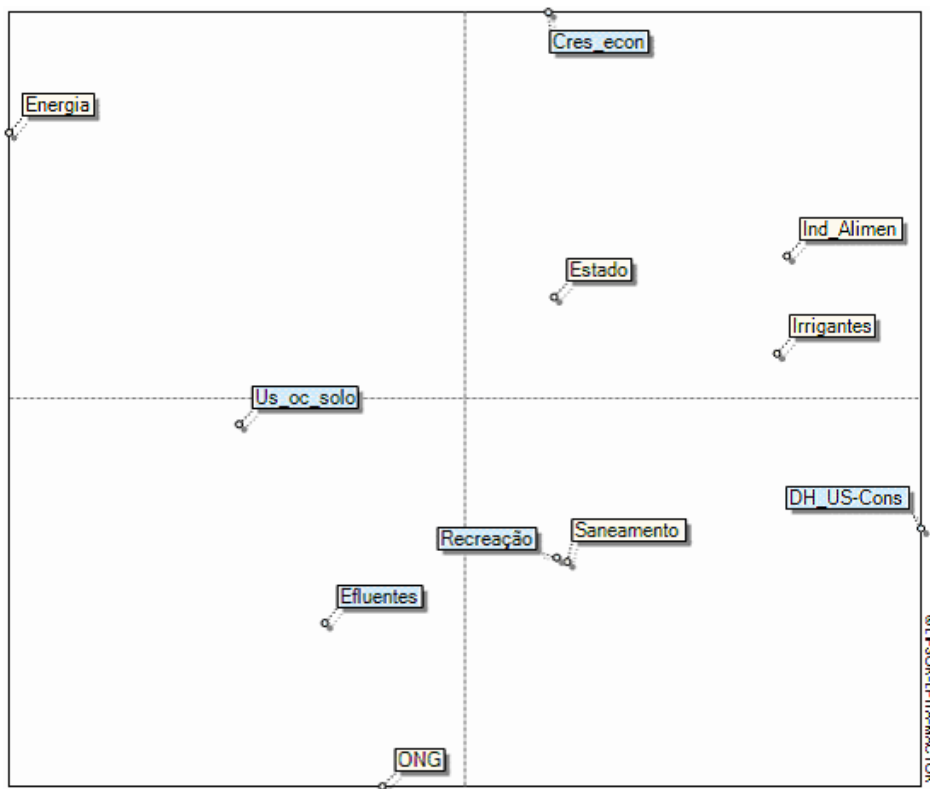 Cres_econ
Energia
Ind_Alimen
Estado
Irrigantes
Us_oc_solo
DH_US-Cons
Saneamento
Recreação
Efluentes
ONG